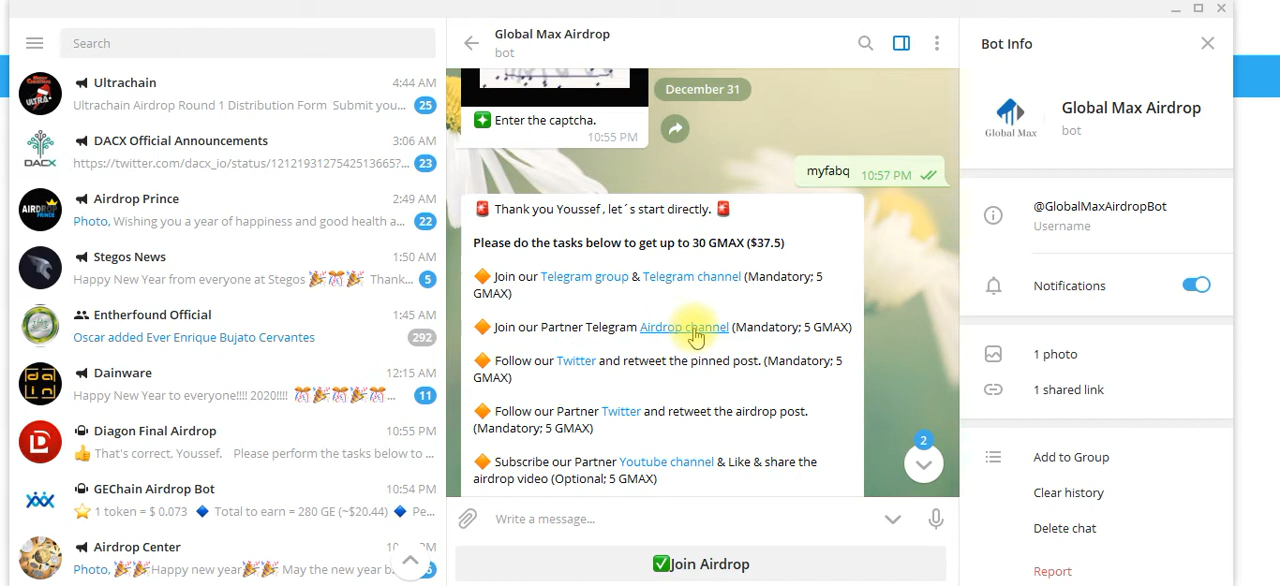 Search
Ultrachain
4:44 AM
Ultrachain Airdrop Round 1 Distribution Form Submit you...
25
DACX Official Announcements
3:06 AM
https://twitter.com/dacx_io/status/1212193127542513665?...
23
DACX
Airdrop Prince
2:49 AM
Photo, Wishing you a year of happiness and good health a...
22
AIRDROP
PRINCE
Stegos News
1:50 AM
Happy New Year from everyone at Stegos 🎉🎊🎉 Thank...
5
Entherfound Official
1:45 AM
Oscar added Ever Enrique Bujato Cervantes
292
Dainware
12:15 AM
Happy New Year to everyone!!!! 2020!!!! 🎊🎉🎊🎉🎊...
11
Diagon Final Airdrop
10:55 PM
👍 That's correct, Youssef. Please perform the tasks below to ...
GEChain Airdrop Bot
10:54 PM
⭐ 1 token = $ 0.073 🔷 Total to earn = 280 GE (~$20.44) 🔷 Pe...
Airdrop Center
Photo, 🎉🎉Happy new year🎉🎉 May the new year b...
Global Max Airdrop
bot
December 31
Enter the captcha.
10:55 PM
myfabq
10:57 PM
🚨 Thank you Youssef , let´s start directly. 🚨
Please do the tasks below to get up to 30 GMAX ($37.5)
🔶 Join our Telegram group & Telegram channel (Mandatory; 5
GMAX)
🔶 Join our Partner Telegram Airdrop channel (Mandatory; 5 GMAX)
🔶 Follow our Twitter and retweet the pinned post. (Mandatory; 5
GMAX)
🔶 Follow our Partner Twitter and retweet the airdrop post.
(Mandatory; 5 GMAX)
🔶 Subscribe our Partner Youtube channel & Like & share the
airdrop video (Optional; 5 GMAX)
2
Write a message...
✅Join Airdrop
Bot Info
Global Max
Global Max Airdrop
bot
@GlobalMaxAirdropBot
Username
Notifications
1 photo
1 shared link
Add to Group
Clear history
Delete chat
Report